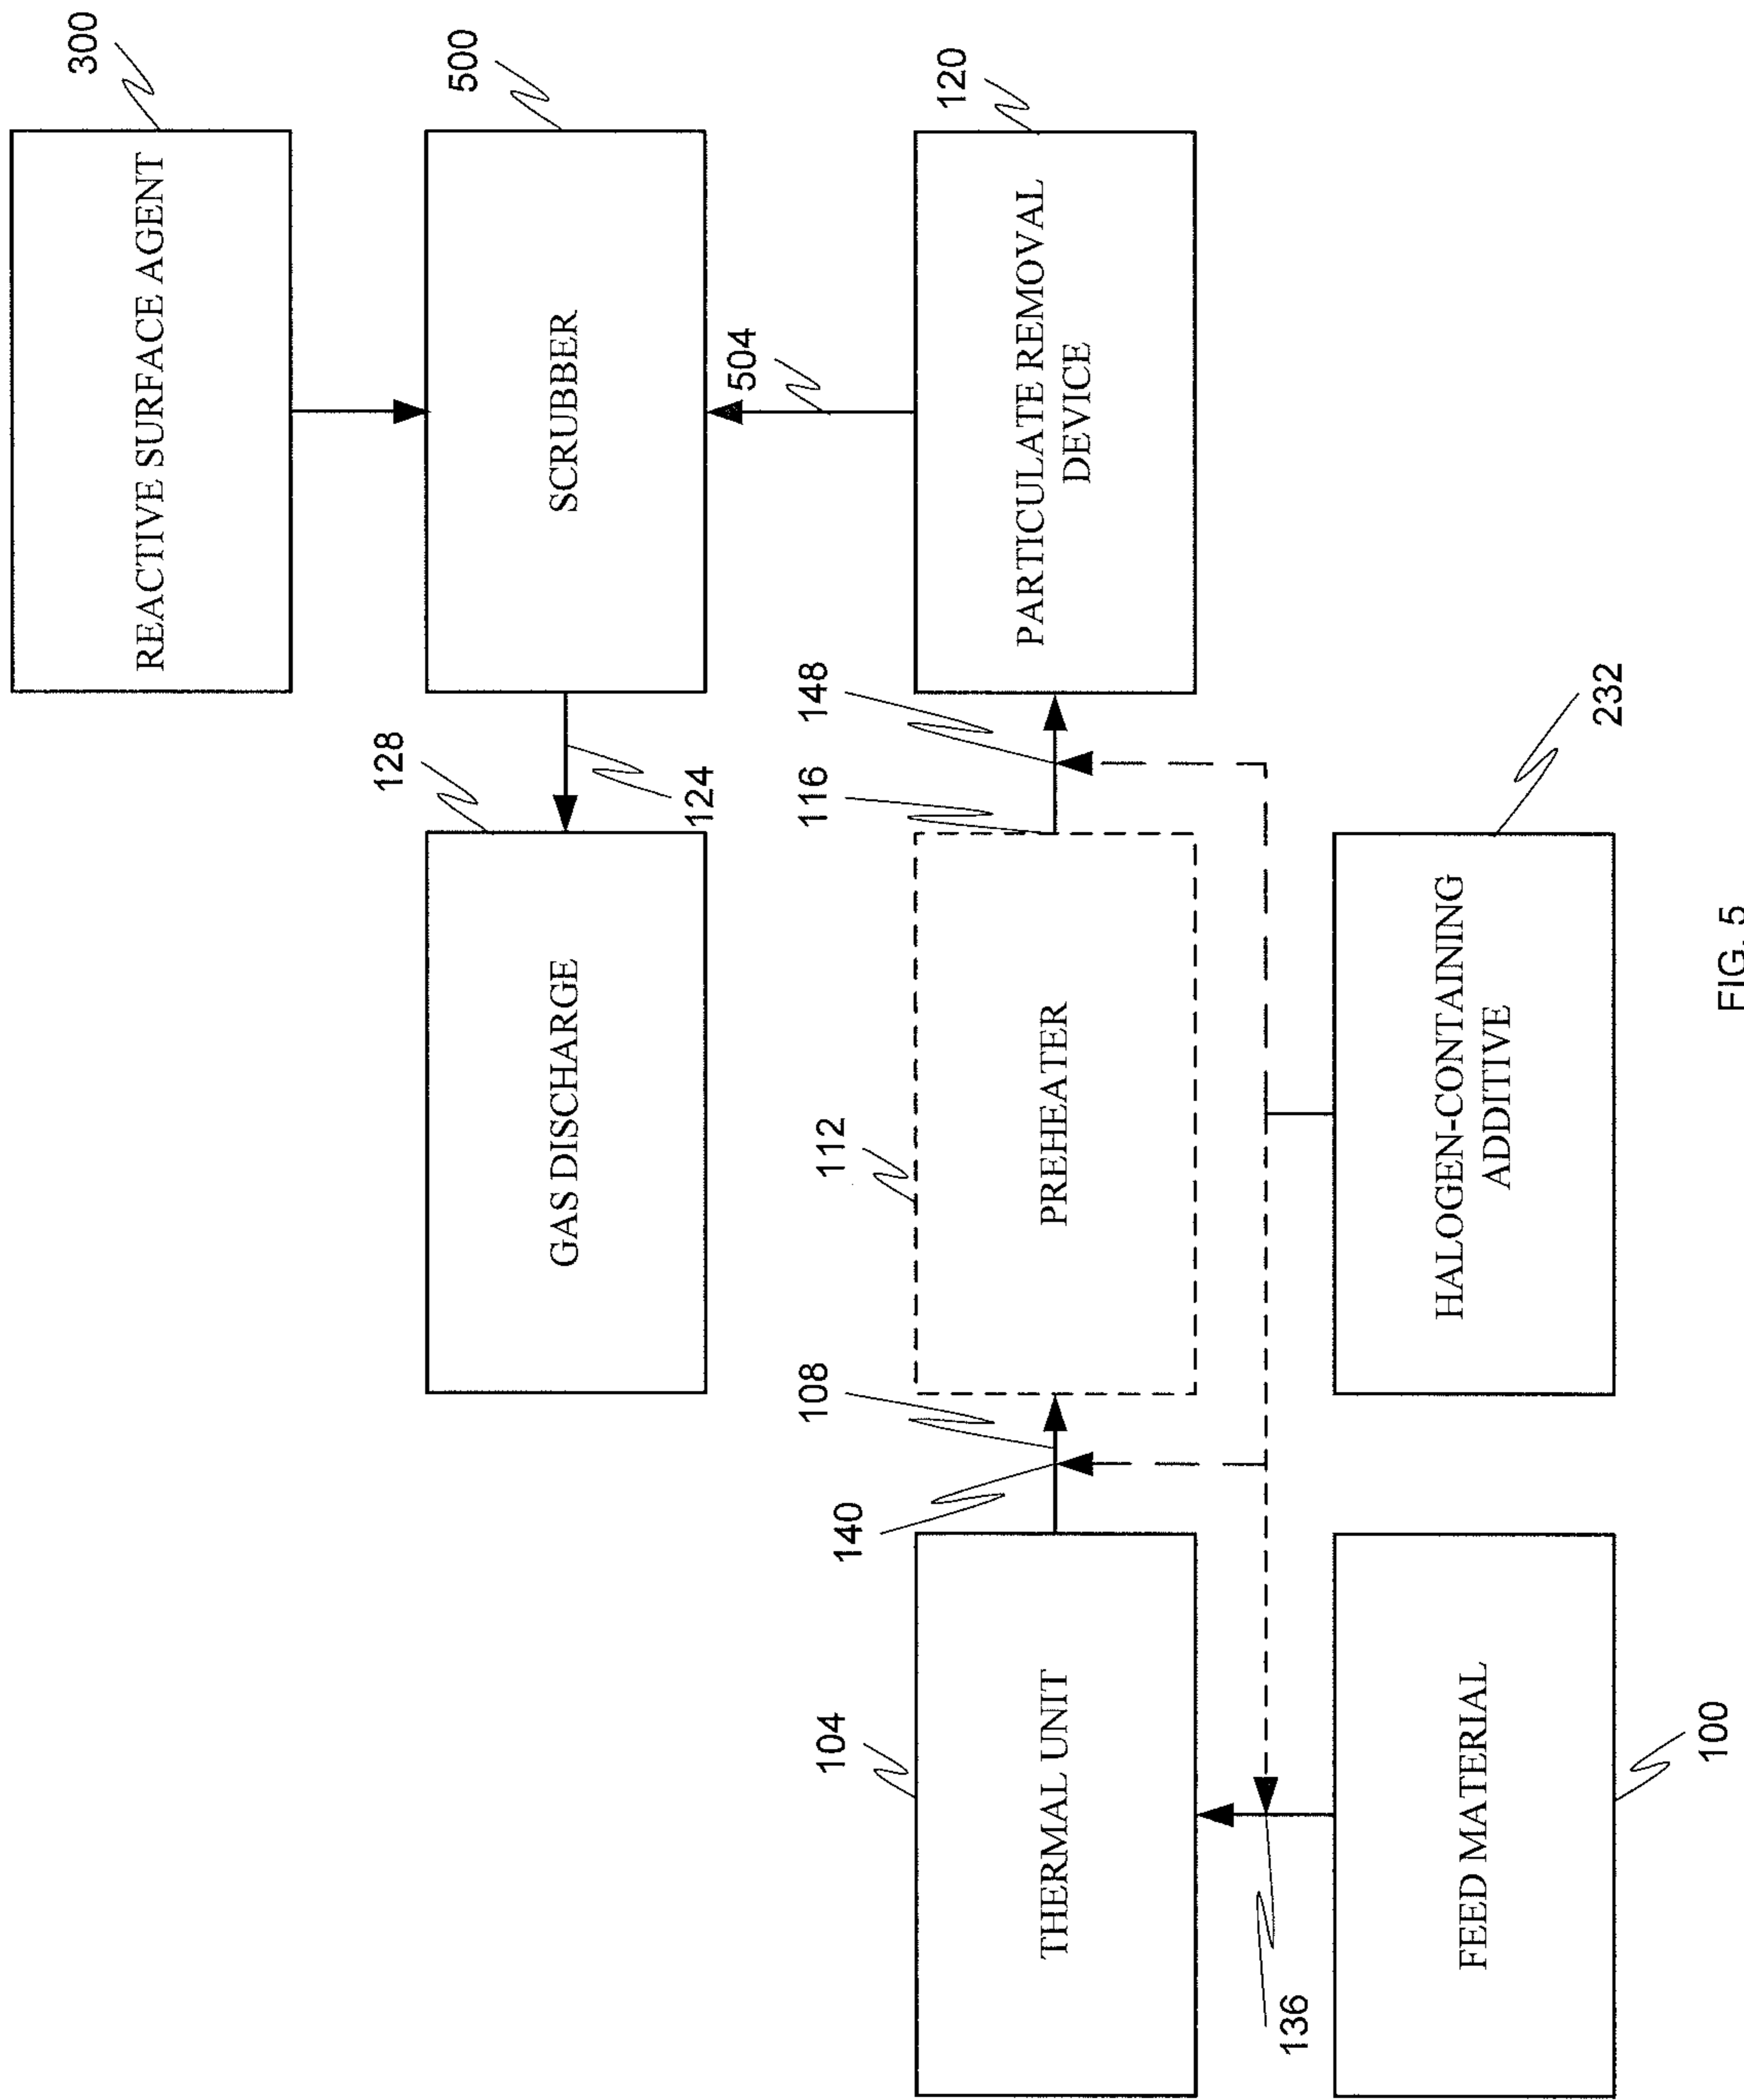 300
REACTIVE SURFACE AGENT
500
SCRUBBER
128
GAS DISCHARGE
124
504
120
PARTICULATE REMOVAL
DEVICE
148
116
112
PREHEATER
108
140
104
THERMAL UNIT
136
232
HALOGEN-CONTAINING
ADDITIVE
100
FEED MATERIAL
FIG. 5